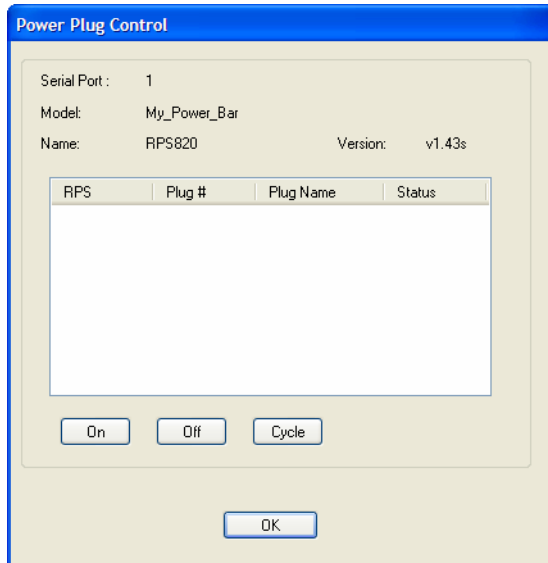 Power Plug Control
Serial Port : 1
Model: My_Power_Bar
Name: RPS820 Version: v1.43s
RPS Plug # Plug Name Status
On Off Cycle
OK